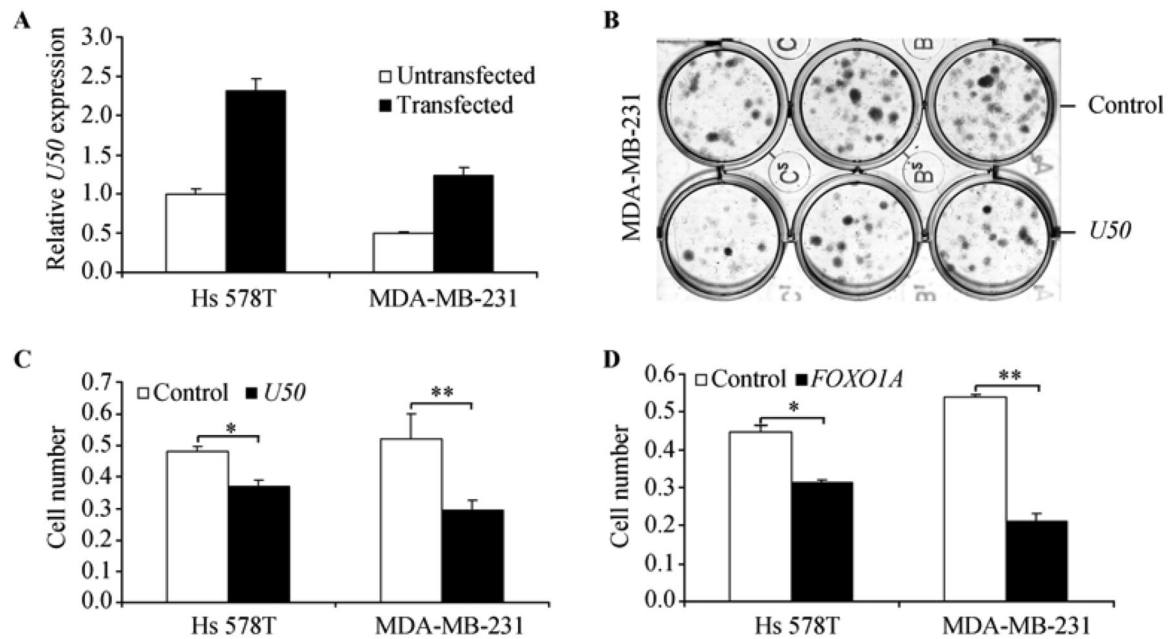 A
Relative U50 expression
3.0
2.5
2.0
1.5
1.0
0.5
0.0
Untransfected
Transfected
Hs 578T
MDA-MB-231
B
MDA-MB-231
C
B
Control
C
B
A
U50
C
B
A
C
Cell number
0.7
0.6
0.5
0.4
0.3
0.2
0.1
0.0
Control
U50
*
**
Hs 578T
MDA-MB-231
D
Cell number
0.6
0.5
0.4
0.3
0.2
0.1
0.0
Control
FOXO1A
*
**
Hs 578T
MDA-MB-231